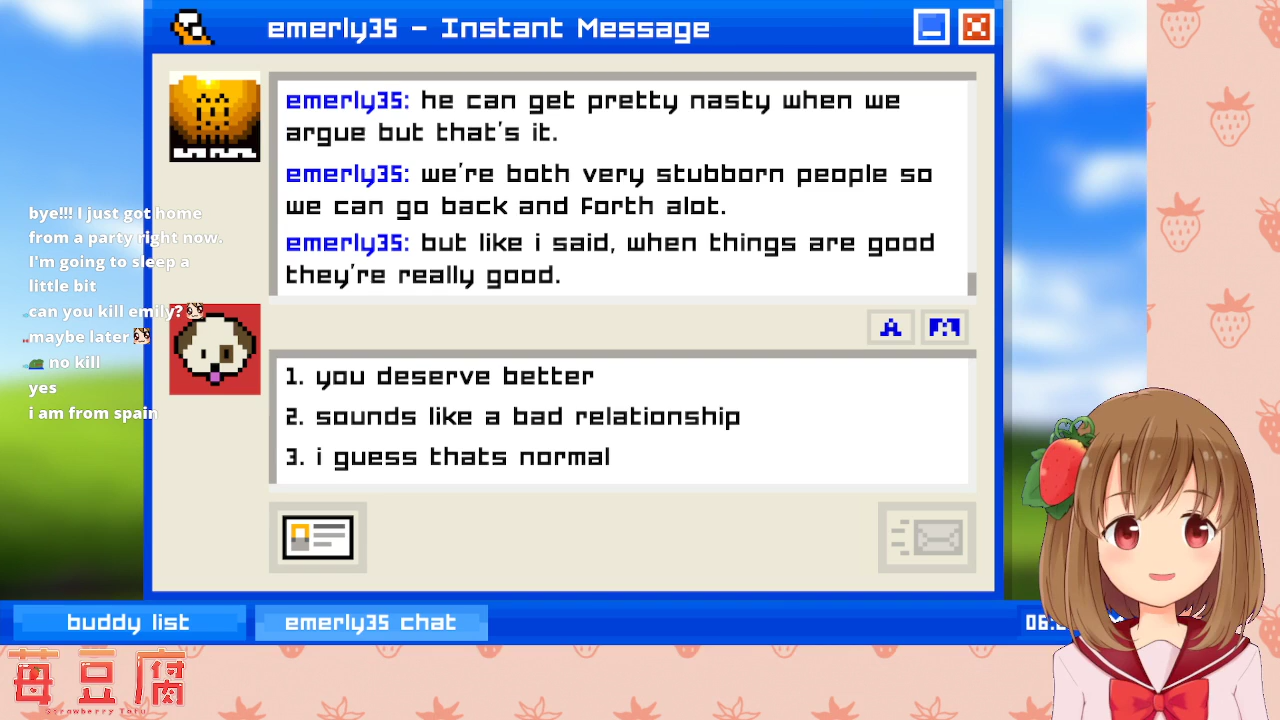 emerly35 - Instant Message
emerly35: he can get pretty nasty when we
argue but that's it.
emerly35: we're both very stubborn people so
we can go back and Forth alot.
emerly35: but like i said, when things are good
they're really good.
A
M
1. you deserve better
2. sounds like a bad relationship
3. i guess thats normal
bye!!! I just got home
from a party right now.
I'm going to sleep a
little bit
can you kill emily?
maybe later
no kill
yes
i am from spain
buddy list
emerly35 chat
06:
苺豆腐
Strawberry Tofu